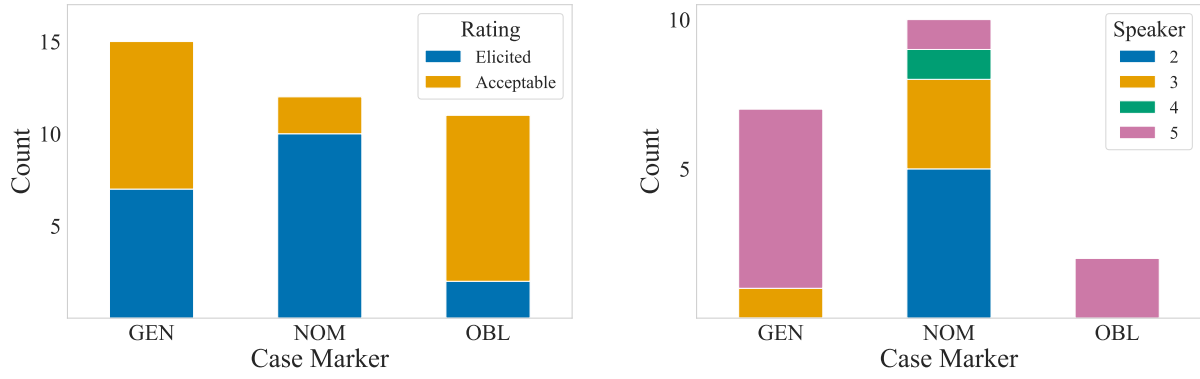 Rating
Elicited
Acceptable
15
10
5
Count
GEN NOM OBL
Case Marker
Speaker
2
3
4
5
10
5
Count
GEN NOM OBL
Case Marker